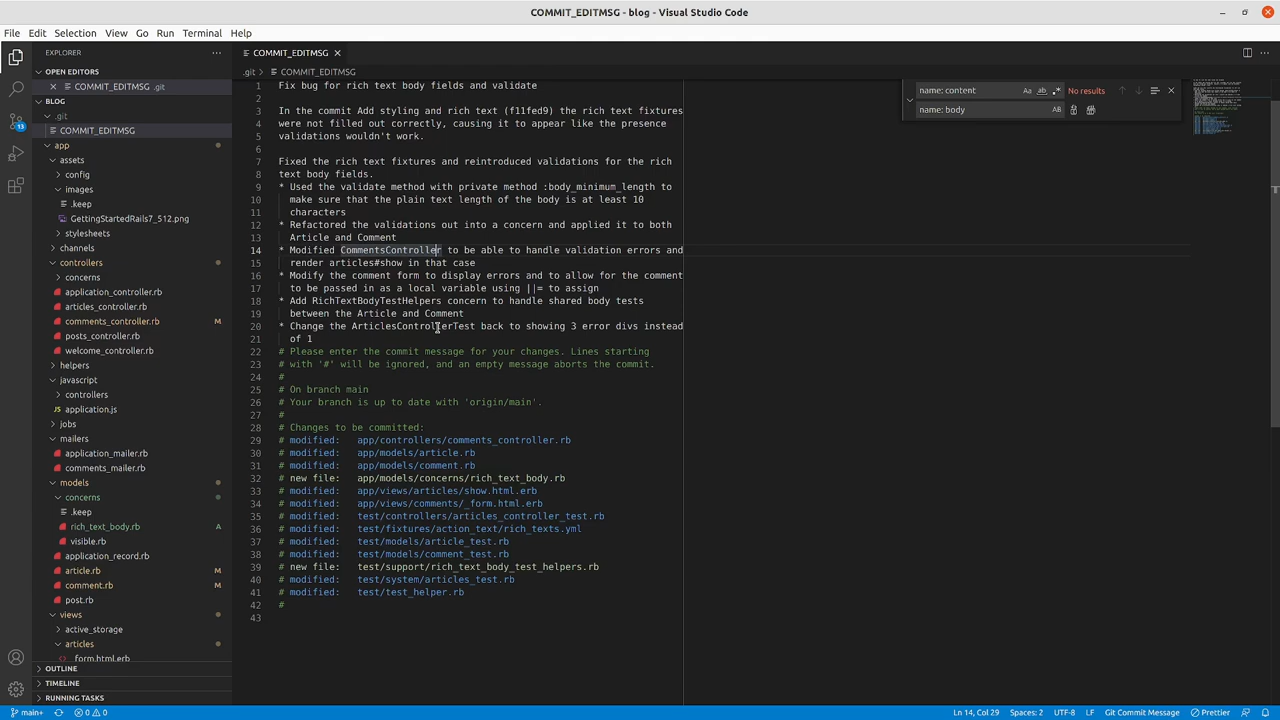 COMMIT_EDITMSG - blog - Visual Studio Code
File Edit Selection View Go Run Terminal Help
EXPLORER
OPEN EDITORS
COMMIT_EDITMSG .git
BLOG
.git
COMMIT_EDITMSG
app
assets
config
images
.keep
GettingStartedRails7_512.png
stylesheets
channels
controllers
concerns
application_controller.rb
articles_controller.rb
comments_controller.rb M
posts_controller.rb
welcome_controller.rb
helpers
javascript
controllers
application.js
jobs
mailers
application_mailer.rb
comments_mailer.rb
models
concerns
.keep
rich_text_body.rb A
visible.rb
application_record.rb
article.rb M
comment.rb M
post.rb
views
active_storage
articles
_form.html.erb
OUTLINE
TIMELINE
RUNNING TASKS
13
COMMIT_EDITMSG
.git > COMMIT_EDITMSG
name: content Aa ab .* No results
name: body AB
1 Fix bug for rich text body fields and validate
2
3 In the commit Add styling and rich text (f11fed9) the rich text fixtures
4 were not filled out correctly, causing it to appear like the presence
5 validations wouldn't work.
6
7 Fixed the rich text fixtures and reintroduced validations for the rich
8 text body fields.
9 * Used the validate method with private method :body_minimum_length to
10 make sure that the plain text length of the body is at least 10
11 characters
12 * Refactored the validations out into a concern and applied it to both
13 Article and Comment
14 * Modified CommentsController to be able to handle validation errors and
15 render articles#show in that case
16 * Modify the comment form to display errors and to allow for the comment
17 to be passed in as a local variable using ||= to assign
18 * Add RichTextBodyTestHelpers concern to handle shared body tests
19 between the Article and Comment
20 * Change the ArticlesControllerTest back to showing 3 error divs instead
21 of 1
22 # Please enter the commit message for your changes. Lines starting
23 # with '#' will be ignored, and an empty message aborts the commit.
24 #
25 # On branch main
26 # Your branch is up to date with 'origin/main'.
27 #
28 # Changes to be committed:
29 # modified: app/controllers/comments_controller.rb
30 # modified: app/models/article.rb
31 # modified: app/models/comment.rb
32 # new file: app/models/concerns/rich_text_body.rb
33 # modified: app/views/articles/show.html.erb
34 # modified: app/views/comments/_form.html.erb
35 # modified: test/controllers/articles_controller_test.rb
36 # modified: test/fixtures/action_text/rich_texts.yml
37 # modified: test/models/article_test.rb
38 # modified: test/models/comment_test.rb
39 # new file: test/support/rich_text_body_test_helpers.rb
40 # modified: test/system/articles_test.rb
41 # modified: test/test_helper.rb
42 #
43
main+ 0 0 Ln 14, Col 29 Spaces: 2 UTF-8 LF Git Commit Message Prettier